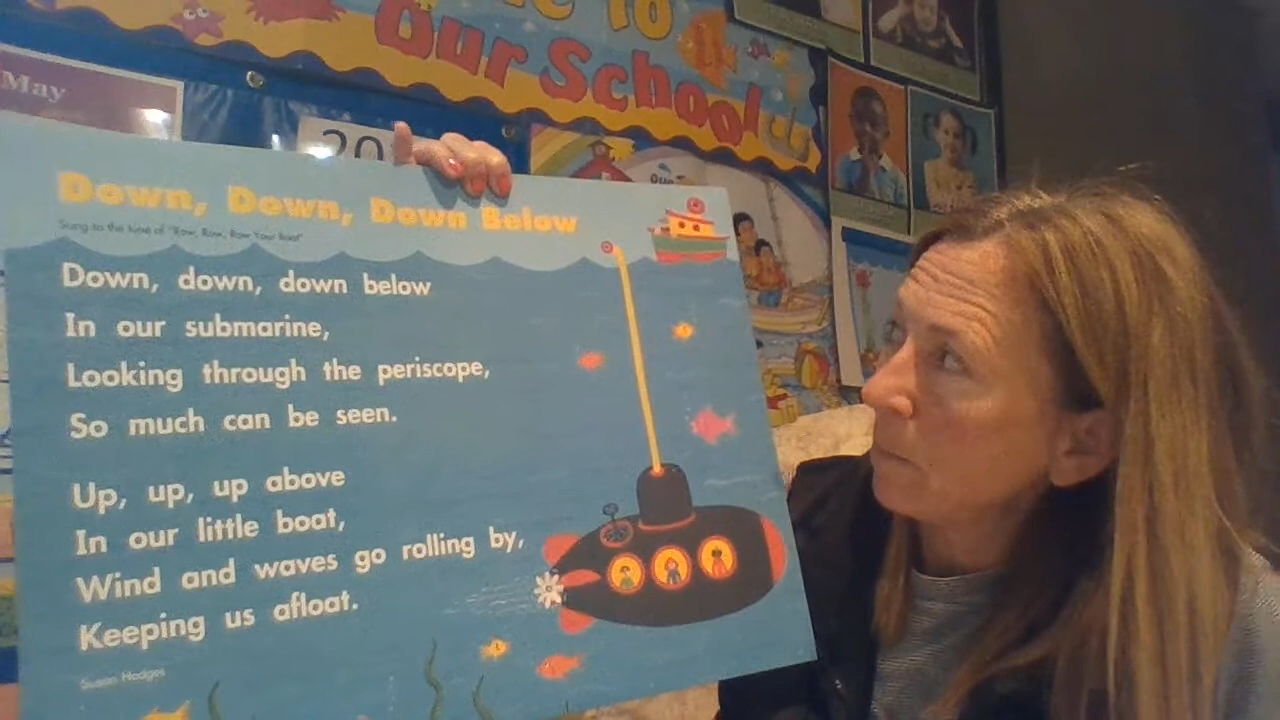 to
Our School
May
20
Down, Down, Down Below
Sung to the tune of "Row, Row, Row Your Boat"
Down, down, down below
In our submarine,
Looking through the periscope,
So much can be seen.
Up, up, up above
In our little boat,
Wind and waves go rolling by,
Keeping us afloat.
Susan Hodges